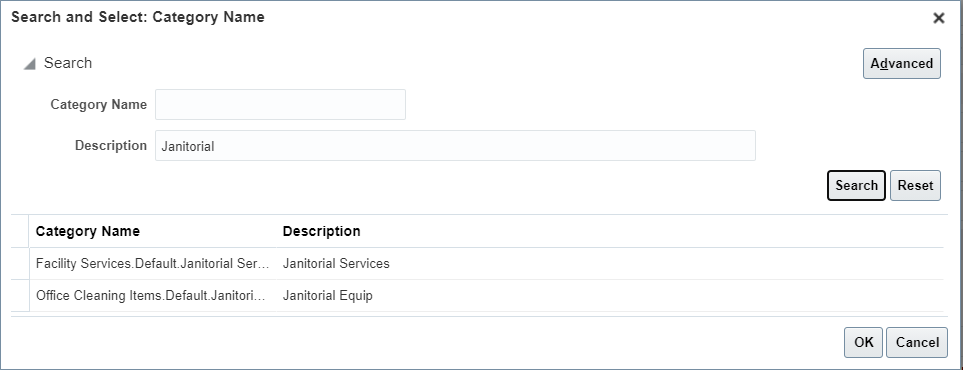 Search and Select: Category Name
Search
Advanced
Category Name
Description Janitorial
Search Reset
Category Name Description
Facility Services.Default.Janitorial Ser... Janitorial Services
Office Cleaning Items.Default.Janitori... Janitorial Equip
OK Cancel